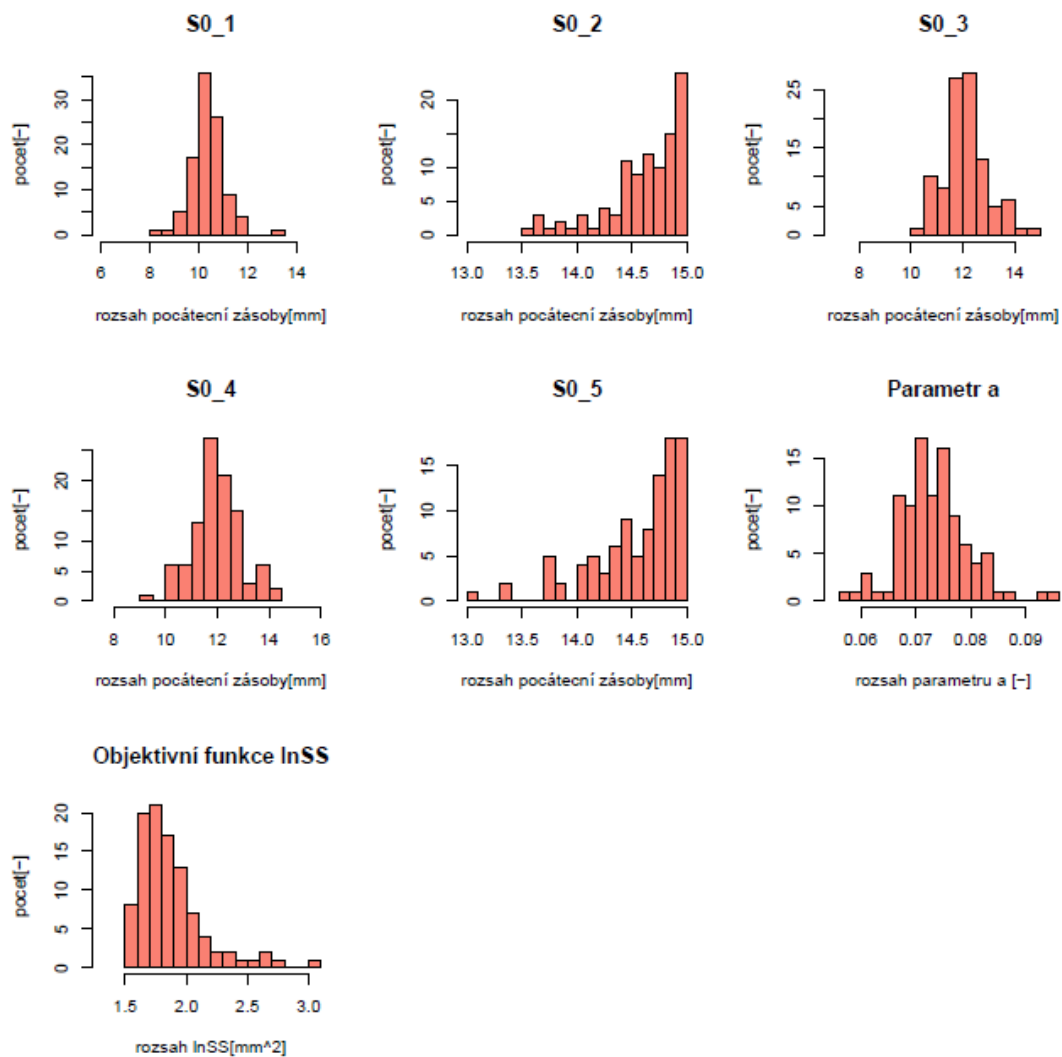 S0_1
pocet[−]
0 10 20 30
6 8 10 12 14
rozsah pocátecní zásoby[mm]
S0_2
pocet[−]
0 5 10 20
13.0 13.5 14.0 14.5 15.0
rozsah pocátecní zásoby[mm]
S0_3
pocet[−]
0 5 15 25
8 10 12 14
rozsah pocátecní zásoby[mm]
S0_4
pocet[−]
0 5 10 20
8 10 12 14 16
rozsah pocátecní zásoby[mm]
S0_5
pocet[−]
0 5 10 15
13.0 13.5 14.0 14.5 15.0
rozsah pocátecní zásoby[mm]
Parametr a
pocet[−]
0 5 10 15
0.06 0.07 0.08 0.09
rozsah parametru a [−]
Objektivní funkce lnSS
pocet[−]
0 5 10 15 20
1.5 2.0 2.5 3.0
rozsah lnSS[mm^2]